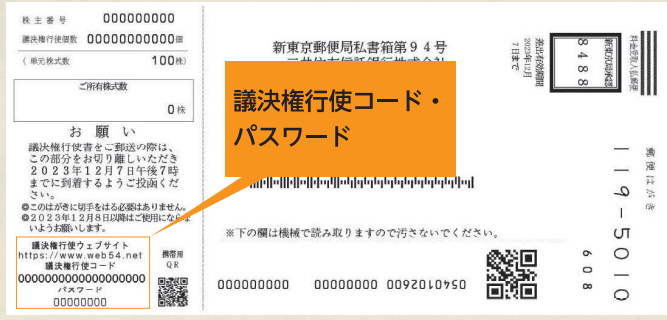 株主番号 000000000
議決権行使個数 00000000000個
(単元株式数 100株)
ご所有株式数
0株
お願い
議決権行使書をご郵送の際は、
この部分をお切り離しいただき
2023年12月7日午後7時
までに到着するようご投函くだ
さい。
◎このはがきに切手をはる必要はありません。
◎2023年12月8日以降はご使用にならな
いようお願いします。
議決権行使ウェブサイト
https://www.web54.net
議決権行使コード
0000000000000000
パスワード
00000000
携帯用
QR
新東京郵便局私書箱第94号
議決権行使コード・
パスワード
※下の欄は機械で読み取りますので汚さないでください。
000000000 00000000 00540102600
差出有効期間
2023年12月
7日まで
8488
新東京局承認
料金受取人払郵便
郵便はがき
119-5010
608